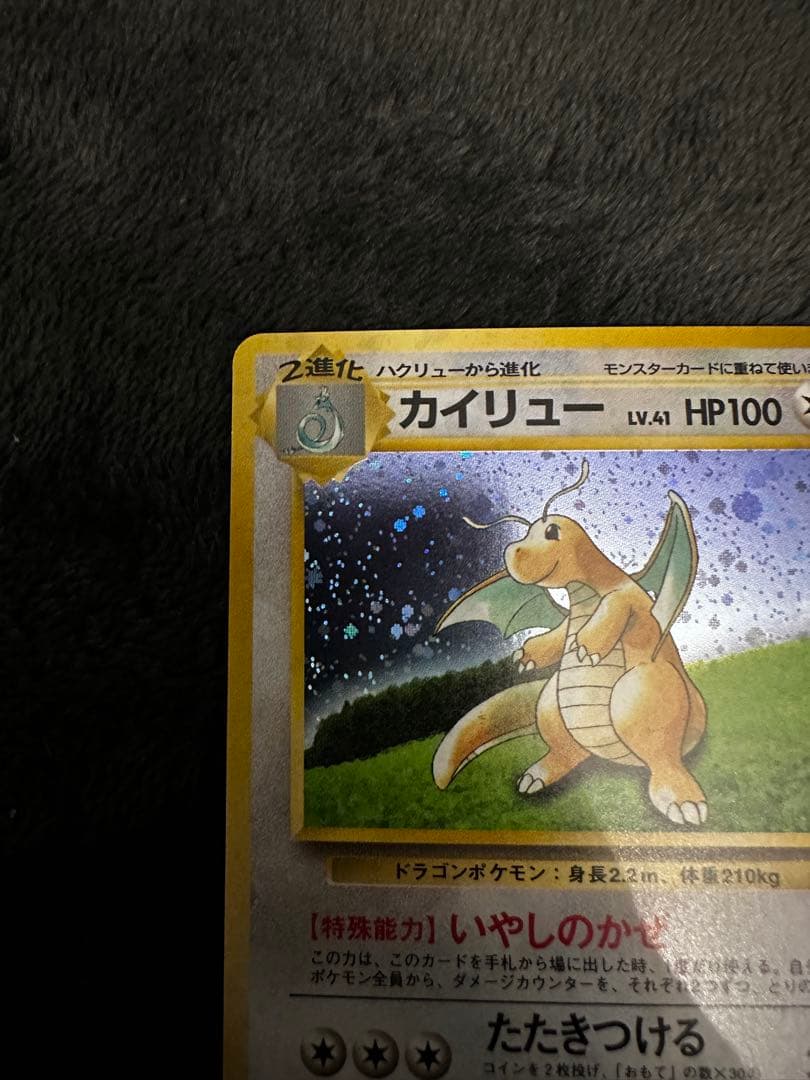 2進化 ハクリューから進化 モンスターカードに重ねて使い
カイリュー LV.41 HP100
ドラゴンポケモン：身長2.2m、体重210kg
【特殊能力】いやしのかぜ
この力は、このカードを手札から場に出した時、1度だけ使える。自
ポケモン全員から、ダメージカウンターを、それぞれ2つずつ、とりの
たたきつける
コインを2枚投げ、「おもて」の数×30の